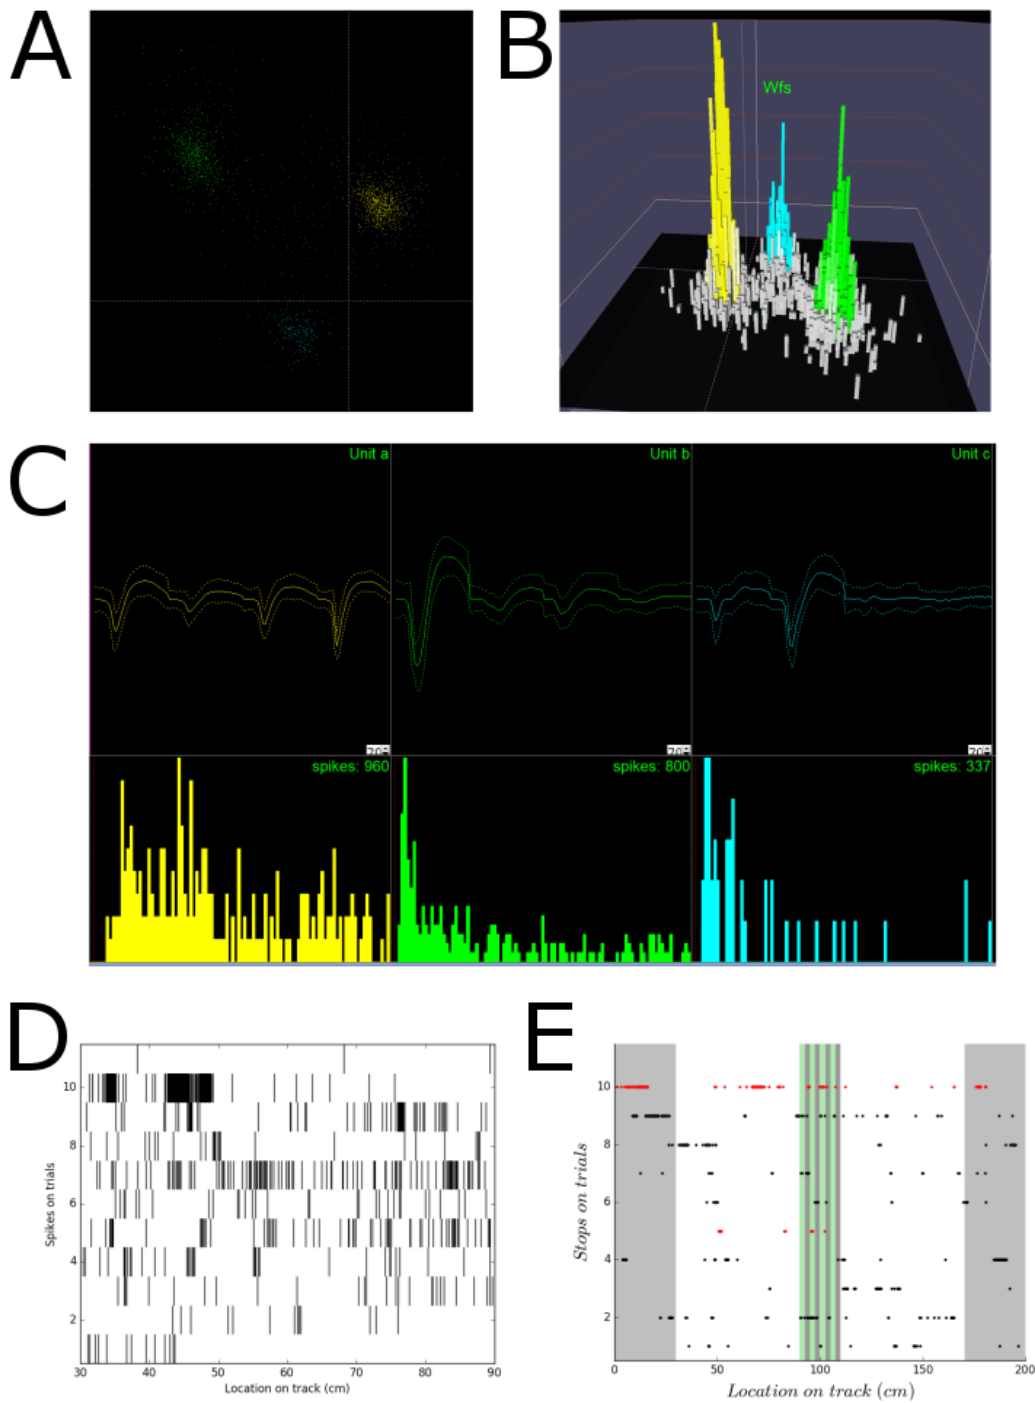 A
B
Wfs
C
Unit a
Unit b
Unit c
spikes: 960
spikes: 800
spikes: 337
D
Spikes on trials
10
8
6
4
2
30
40
50
60
70
80
90
Location on track (cm)
E
Stops on trials
10
8
6
4
2
0
50
100
150
200
Location on track (cm)